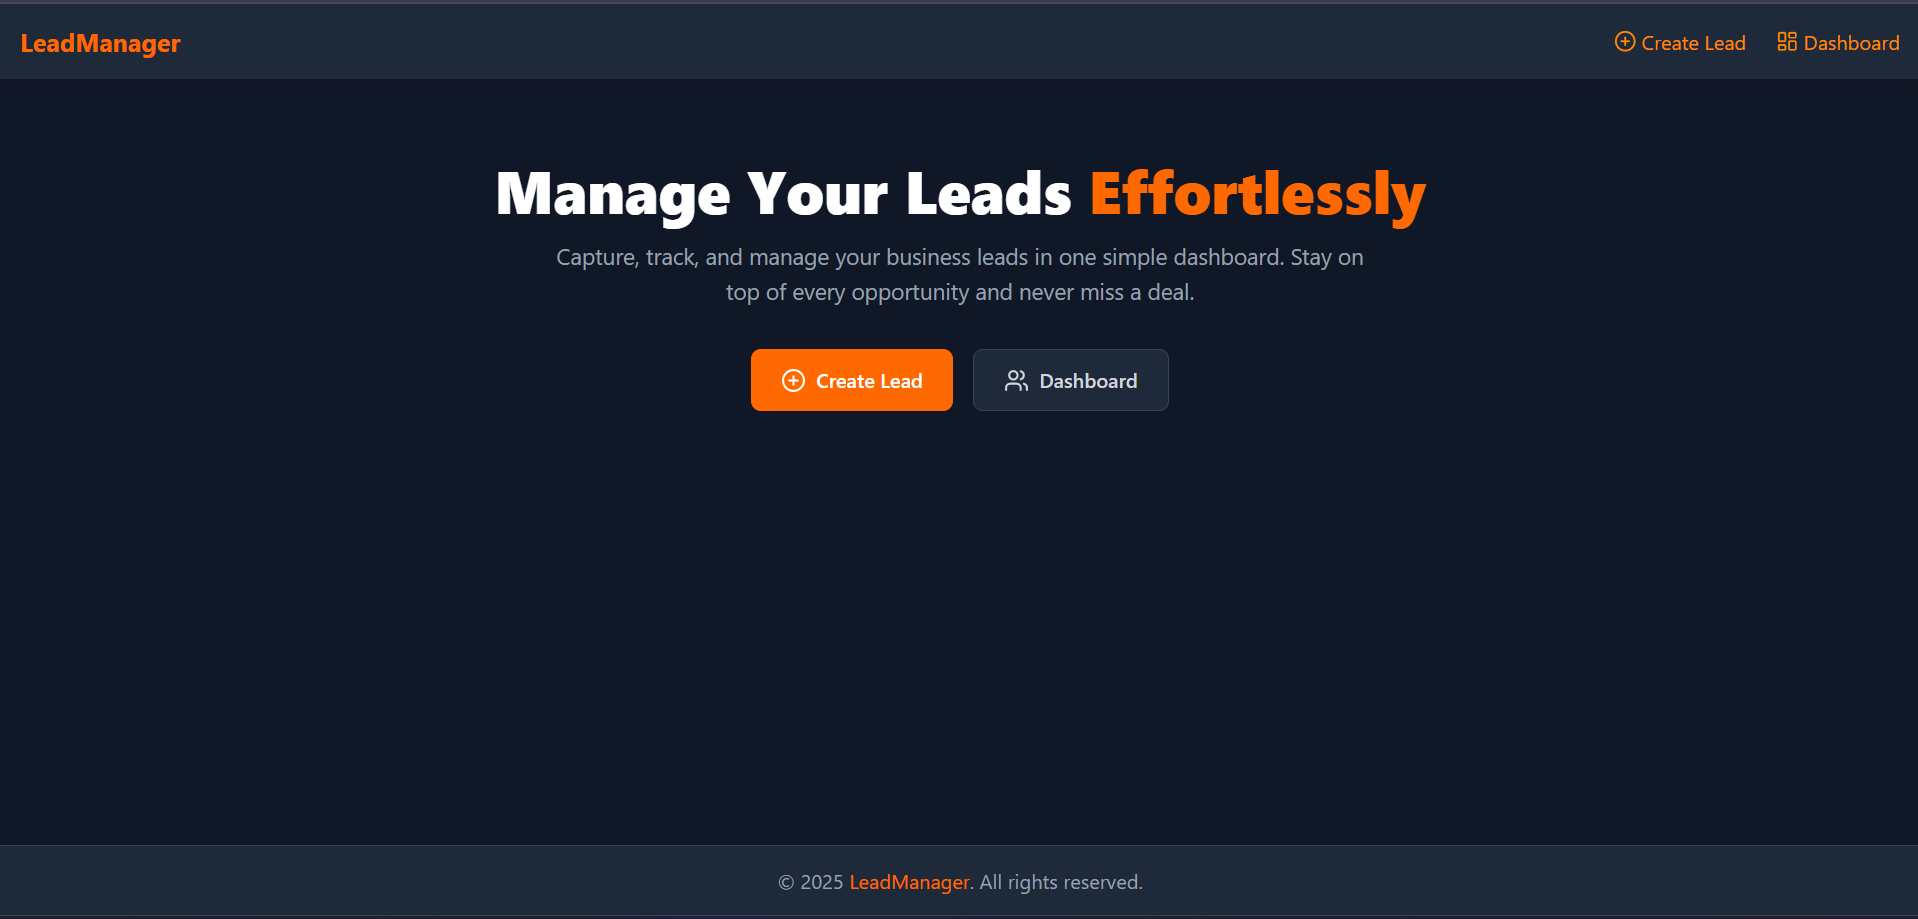 LeadManager
Create Lead
Dashboard
Manage Your Leads Effortlessly
Capture, track, and manage your business leads in one simple dashboard. Stay on
top of every opportunity and never miss a deal.
Create Lead
Dashboard
© 2025 LeadManager. All rights reserved.